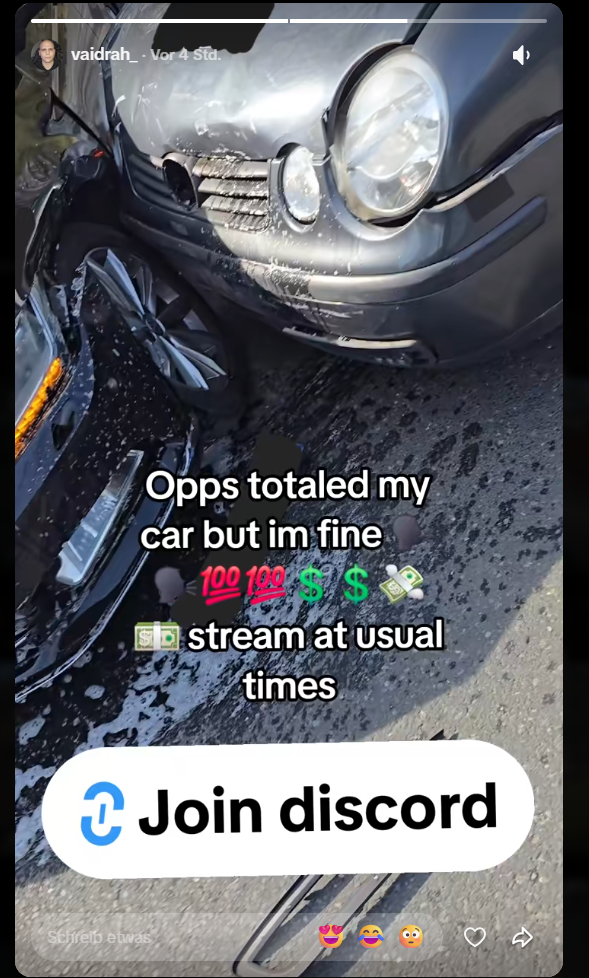 vaidrah_ · Vor 4 Std.
Opps totaled my
car but im fine 🗣
🗣💯💯💲💲💸
💵 stream at usual
times
Join discord
Schreib etwas